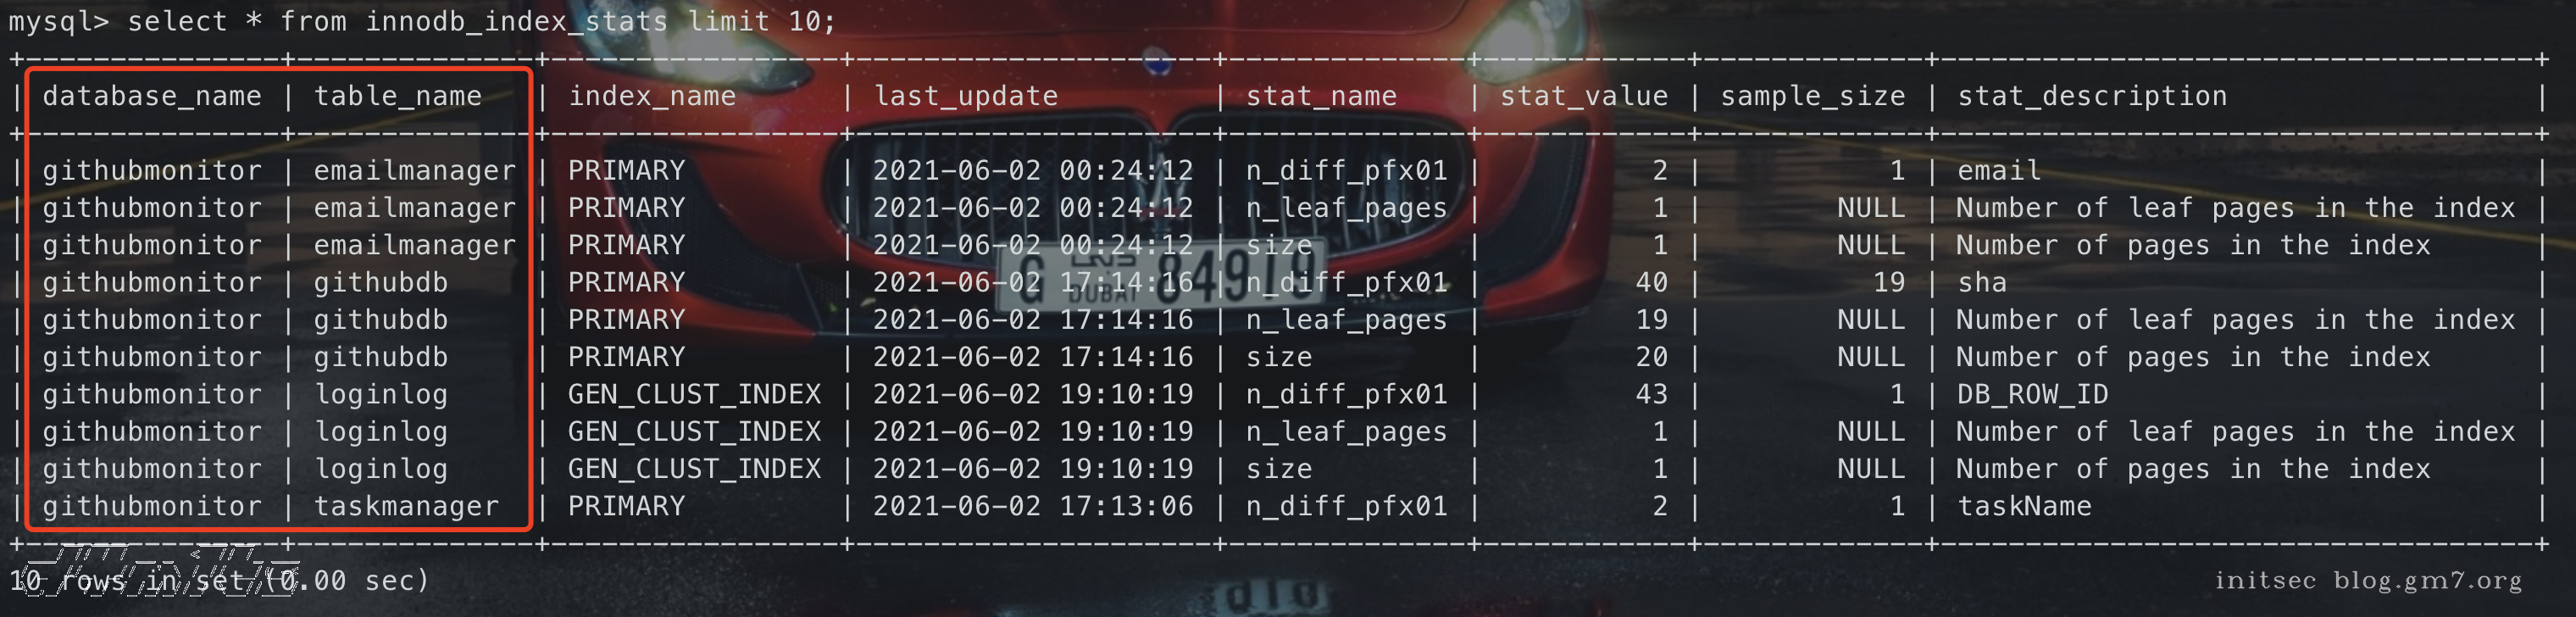 mysql> select * from innodb_index_stats limit 10;
+---------------+--------------+-----------------+---------------------+--------------+------------+-------------+-----------------------------------+
| database_name | table_name   | index_name      | last_update         | stat_name    | stat_value | sample_size | stat_description                  |
+---------------+--------------+-----------------+---------------------+--------------+------------+-------------+-----------------------------------+
| githubmonitor | emailmanager | PRIMARY         | 2021-06-02 00:24:12 | n_diff_pfx01 |          2 |           1 | email                             |
| githubmonitor | emailmanager | PRIMARY         | 2021-06-02 00:24:12 | n_leaf_pages |          1 |        NULL | Number of leaf pages in the index |
| githubmonitor | emailmanager | PRIMARY         | 2021-06-02 00:24:12 | size         |          1 |        NULL | Number of pages in the index      |
| githubmonitor | githubdb     | PRIMARY         | 2021-06-02 17:14:16 | n_diff_pfx01 |         40 |          19 | sha                               |
| githubmonitor | githubdb     | PRIMARY         | 2021-06-02 17:14:16 | n_leaf_pages |         19 |        NULL | Number of leaf pages in the index |
| githubmonitor | githubdb     | PRIMARY         | 2021-06-02 17:14:16 | size         |         20 |        NULL | Number of pages in the index      |
| githubmonitor | loginlog     | GEN_CLUST_INDEX | 2021-06-02 19:10:19 | n_diff_pfx01 |         43 |           1 | DB_ROW_ID                         |
| githubmonitor | loginlog     | GEN_CLUST_INDEX | 2021-06-02 19:10:19 | n_leaf_pages |          1 |        NULL | Number of leaf pages in the index |
| githubmonitor | loginlog     | GEN_CLUST_INDEX | 2021-06-02 19:10:19 | size         |          1 |        NULL | Number of pages in the index      |
| githubmonitor | taskmanager  | PRIMARY         | 2021-06-02 17:13:06 | n_diff_pfx01 |          2 |           1 | taskName                          |
+---------------+--------------+-----------------+---------------------+--------------+------------+-------------+-----------------------------------+
10 rows in set (0.00 sec)
G DUBAI
initsec blog.gm7.org